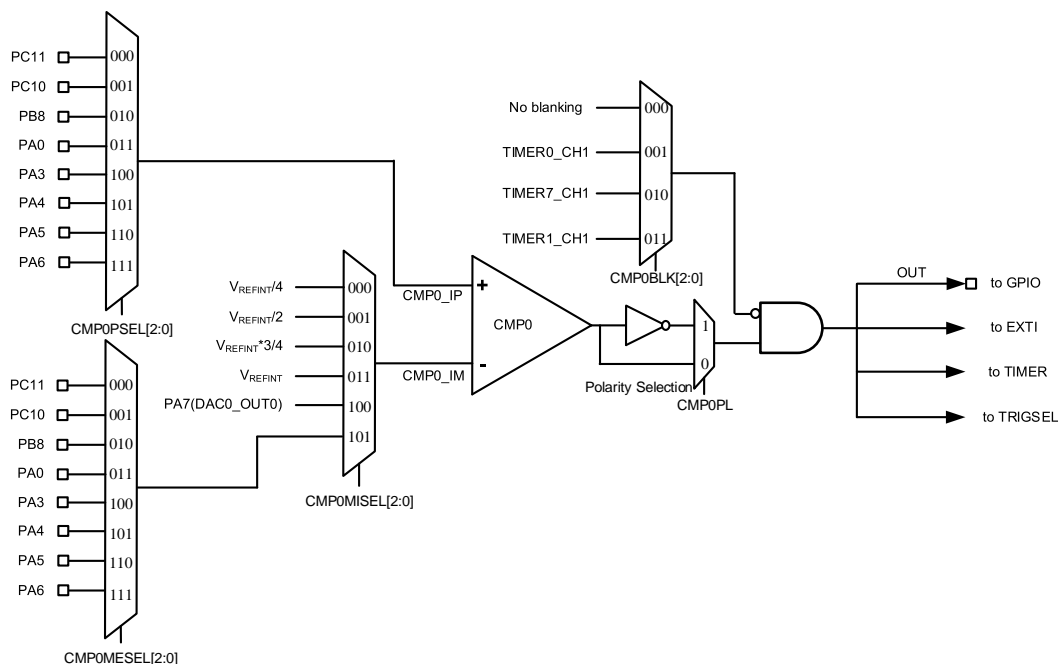 PC11
000
PC10
001
PB8
010
PA0
011
PA3
100
PA4
101
PA5
110
PA6
111
CMP0PSEL[2:0]
No blanking
000
TIMER0_CH1
001
TIMER7_CH1
010
TIMER1_CH1
011
CMP0BLK[2:0]
VREFINT/4
000
VREFINT/2
001
VREFINT*3/4
010
VREFINT
011
PA7(DAC0_OUT0)
100
101
CMP0MISEL[2:0]
CMP0_IP
+
CMP0
CMP0_IM
-
1
0
Polarity Selection
CMP0PL
OUT
to GPIO
to EXTI
to TIMER
to TRIGSEL
PC11
000
PC10
001
PB8
010
PA0
011
PA3
100
PA4
101
PA5
110
PA6
111
CMP0MESEL[2:0]